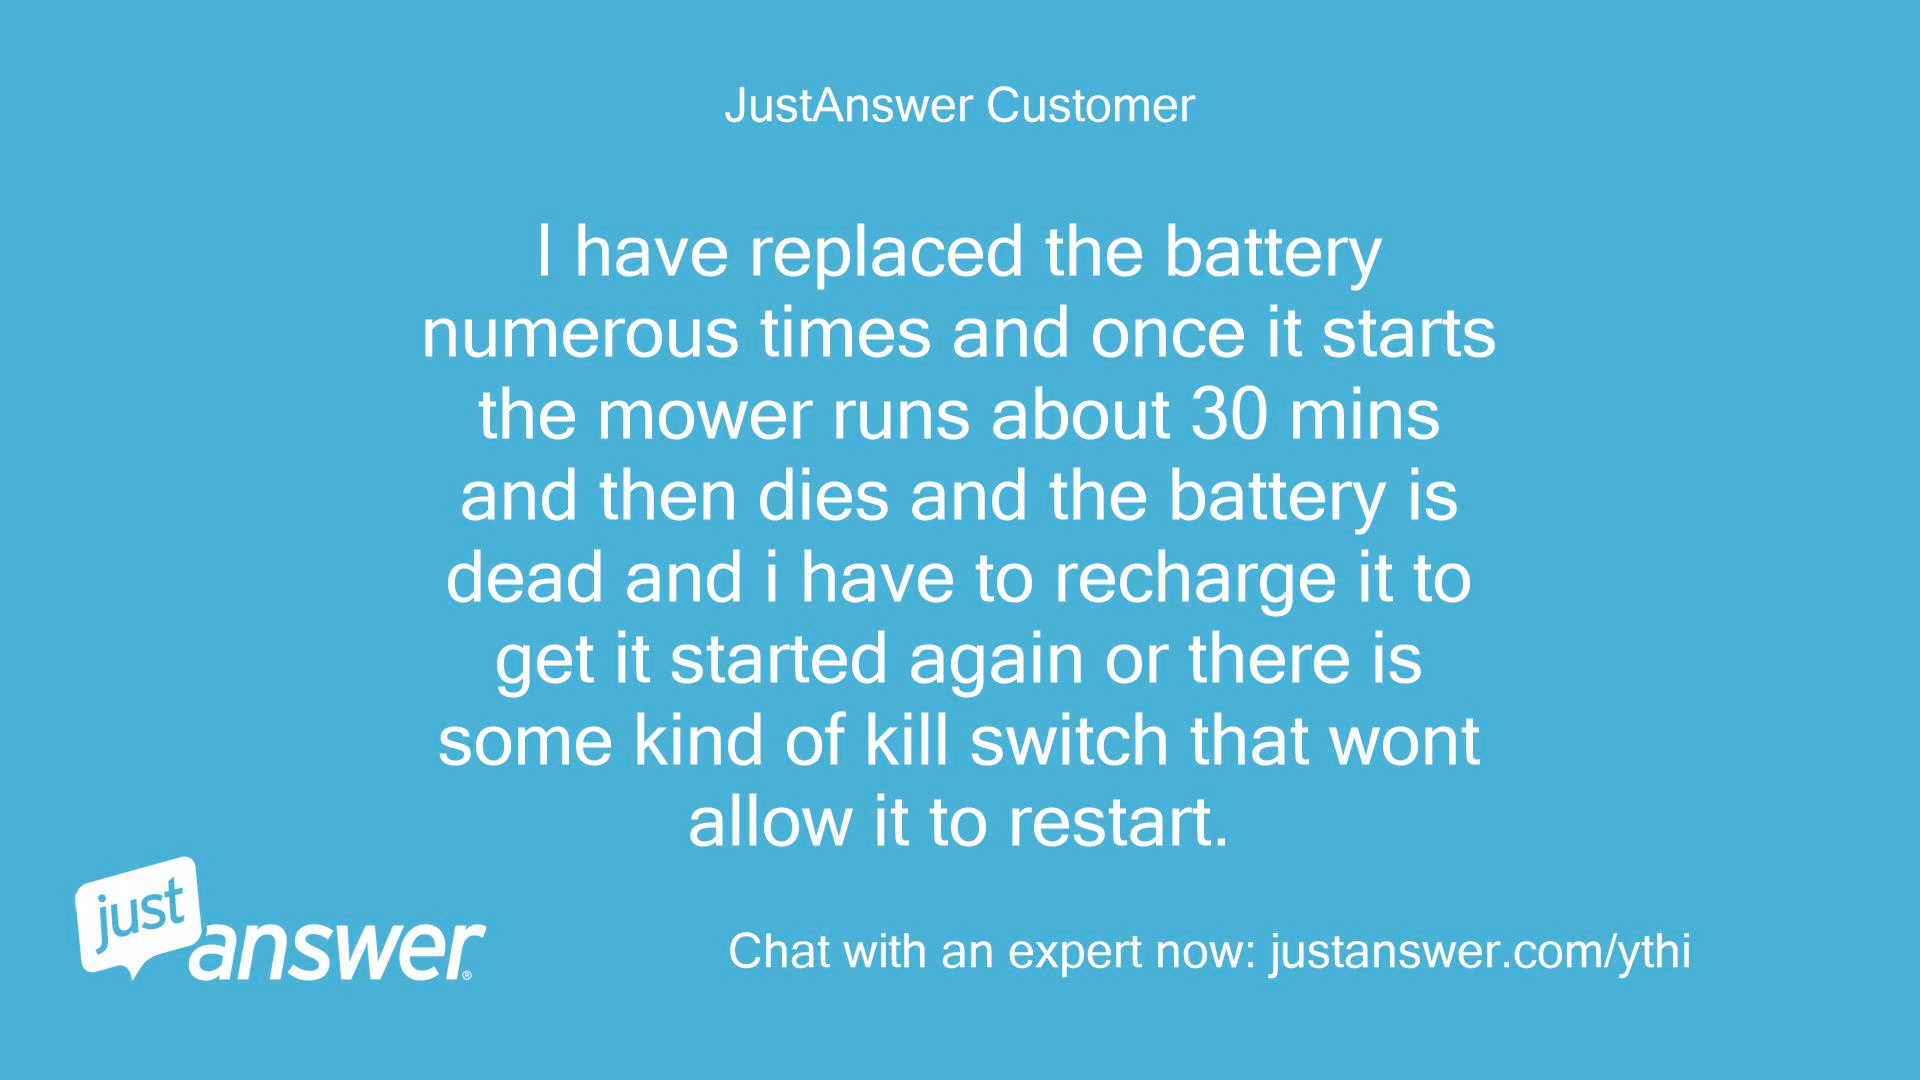 JustAnswer Customer
I have replaced the battery
numerous times and once it starts
the mower runs about 30 mins
and then dies and the battery is
dead and i have to recharge it to
get it started again or there is
some kind of kill switch that wont
allow it to restart.
just
answer®
Chat with an expert now: justanswer.com/ythi